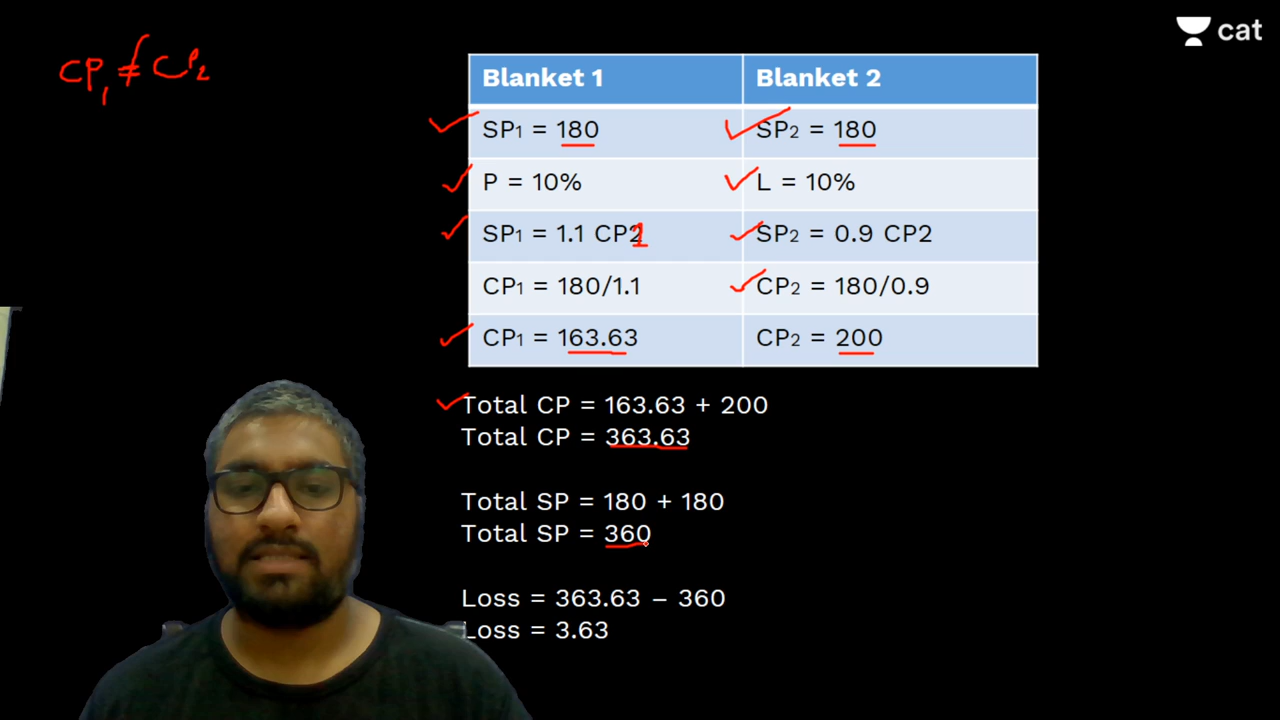 cat
CP₁ ≠ CP₂
Blanket 1 Blanket 2
SP₁ = 180 SP₂ = 180
P = 10% L = 10%
SP₁ = 1.1 CP1 SP₂ = 0.9 CP2
CP₁ = 180/1.1 CP₂ = 180/0.9
CP₁ = 163.63 CP₂ = 200
Total CP = 163.63 + 200
Total CP = 363.63
Total SP = 180 + 180
Total SP = 360
Loss = 363.63 – 360
Loss = 3.63